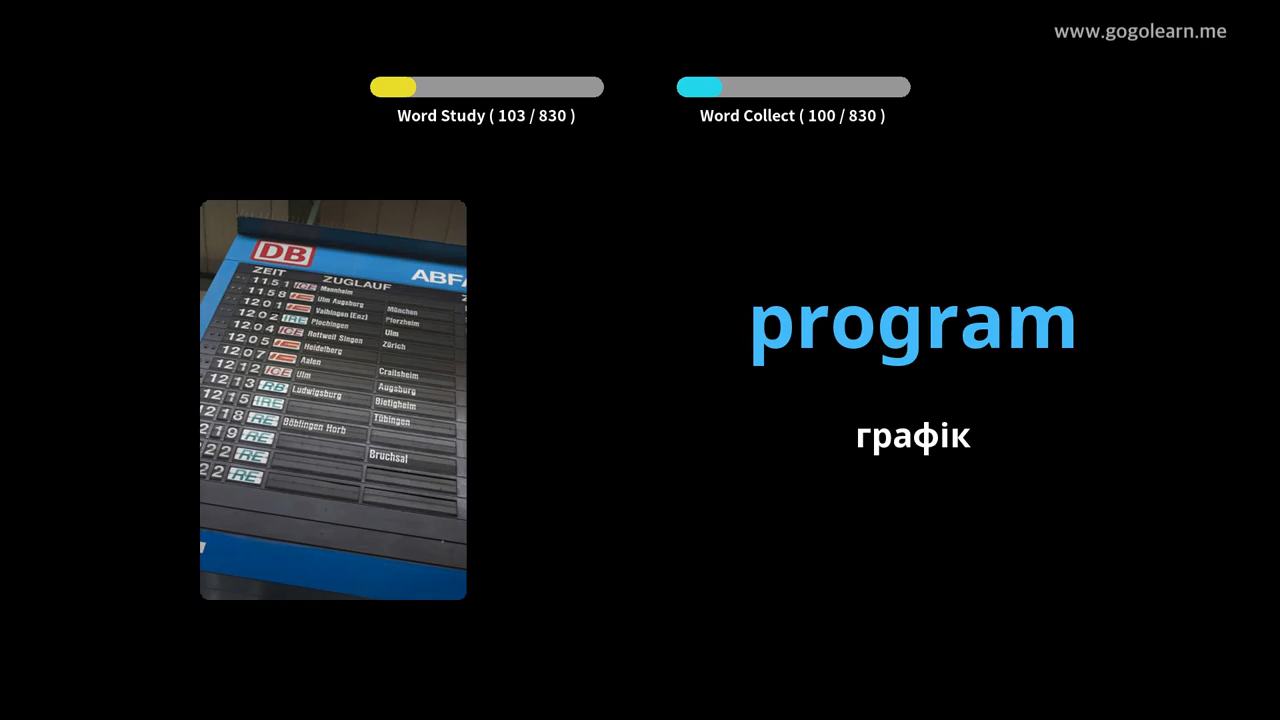 www.gogolearn.me
Word Study ( 103 / 830 )
Word Collect ( 100 / 830 )
DB
ABFA
ZEIT ZUGLAUF
1151 ICE Mannheim
1158 Ulm Augsburg München
1201 Vaihingen (Enz) Pforzheim
1202 IRE Plochingen Ulm
1204 ICE Rottweil Singen Zürich
1205 Heidelberg
1207 Aalen Crailsheim
1212 ICE Ulm Augsburg
1213 RB Ludwigsburg Bietigheim
1215 IRE Tübingen
1218 RE Böblingen Horb
219 RE
22 RE Bruchsal
22 RE
program
графік